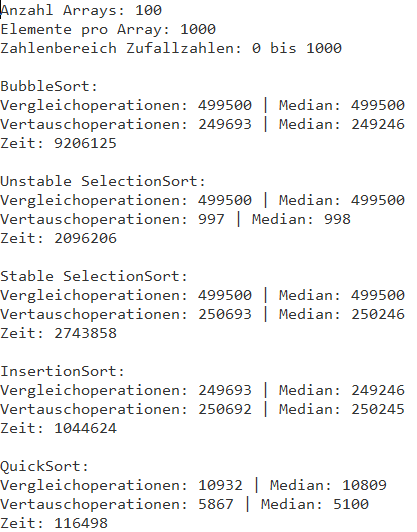 Anzahl Arrays: 100
Elemente pro Array: 1000
Zahlenbereich Zufallzahlen: 0 bis 1000
BubbleSort:
Vergleichoperationen: 499500 | Median: 499500
Vertauschoperationen: 249693 | Median: 249246
Zeit: 9206125
Unstable SelectionSort:
Vergleichoperationen: 499500 | Median: 499500
Vertauschoperationen: 997 | Median: 998
Zeit: 2096206
Stable SelectionSort:
Vergleichoperationen: 499500 | Median: 499500
Vertauschoperationen: 250693 | Median: 250246
Zeit: 2743858
InsertionSort:
Vergleichoperationen: 249693 | Median: 249246
Vertauschoperationen: 250692 | Median: 250245
Zeit: 1044624
QuickSort:
Vergleichoperationen: 10932 | Median: 10809
Vertauschoperationen: 5867 | Median: 5100
Zeit: 116498